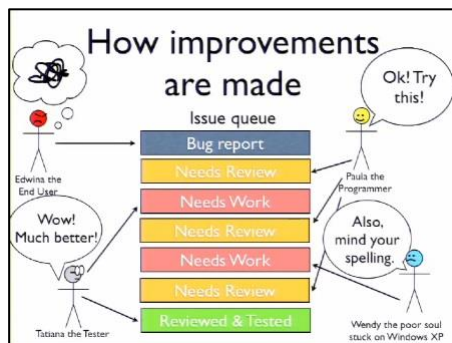 How improvements
are made
Ok! Try
this!
Issue queue
Bug report
Edwina the
End User
Needs Review
Paula the
Programmer
Needs Work
Wow!
Much better!
Needs Review
Also,
mind your
spelling.
Needs Work
Needs Review
Reviewed & Tested
Tatiana the Tester
Wendy the poor soul
stuck on Windows XP